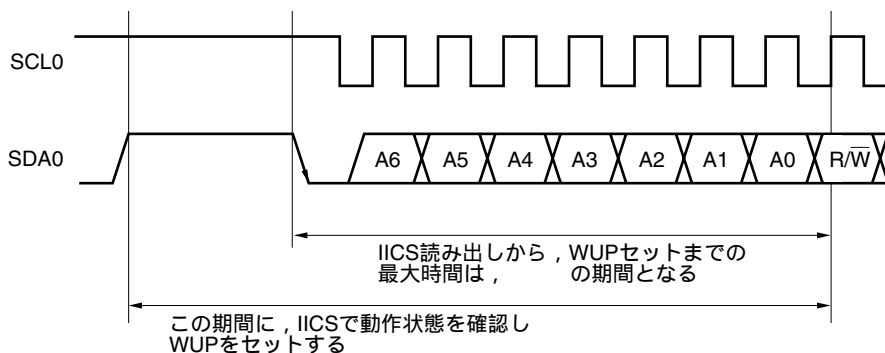 SCL0
SDA0
A6 A5 A4 A3 A2 A1 A0 R/W̅
IICS読み出しから，WUPセットまでの
最大時間は， の期間となる
この期間に，IICSで動作状態を確認し
WUPをセットする